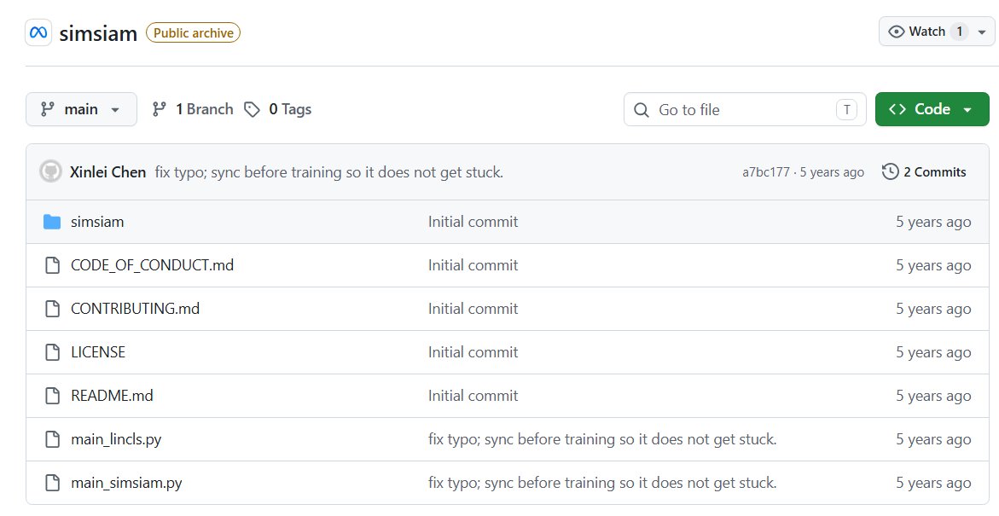 simsiam Public archive Watch 1
main 1 Branch 0 Tags Go to file T Code
Xinlei Chen fix typo; sync before training so it does not get stuck. a7bc177 · 5 years ago 2 Commits
simsiam Initial commit 5 years ago
CODE_OF_CONDUCT.md Initial commit 5 years ago
CONTRIBUTING.md Initial commit 5 years ago
LICENSE Initial commit 5 years ago
README.md Initial commit 5 years ago
main_lincls.py fix typo; sync before training so it does not get stuck. 5 years ago
main_simsiam.py fix typo; sync before training so it does not get stuck. 5 years ago